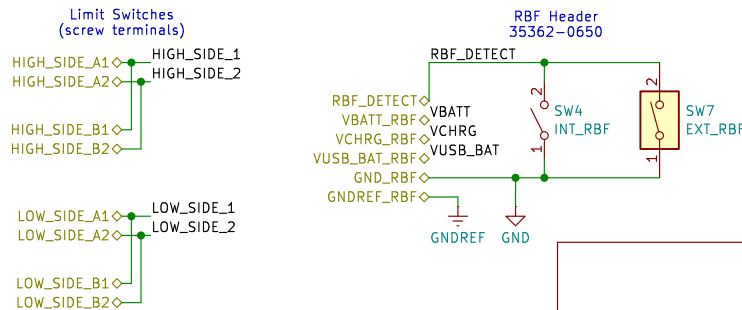 Limit Switches
(screw terminals)
HIGH_SIDE_A1
HIGH_SIDE_1
HIGH_SIDE_A2
HIGH_SIDE_2
HIGH_SIDE_B1
HIGH_SIDE_B2
LOW_SIDE_A1
LOW_SIDE_1
LOW_SIDE_A2
LOW_SIDE_2
LOW_SIDE_B1
LOW_SIDE_B2
RBF Header
35362-0650
RBF_DETECT
RBF_DETECT
VBATT
VBATT_RBF
VCHRG
VCHRG_RBF
VUSB_BAT
VUSB_BAT_RBF
GND_RBF
GNDREF_RBF
GNDREF
GND
2
SW4
INT_RBF
1
2
SW7
EXT_RBF
1